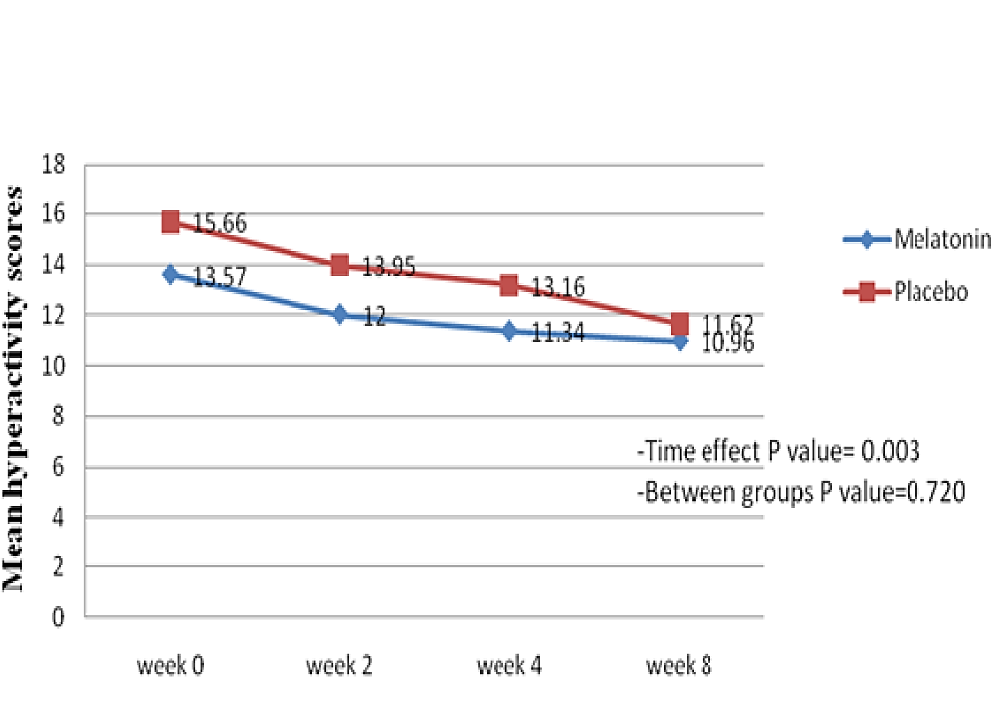 Mean hyperactivity scores
18
16
14
12
10
8
6
4
2
0
15.66
13.95
13.16
11.62
13.57
12
11.34
10.96
Melatonin
Placebo
-Time effect P value= 0.003
-Between groups P value=0.720
week 0
week 2
week 4
week 8